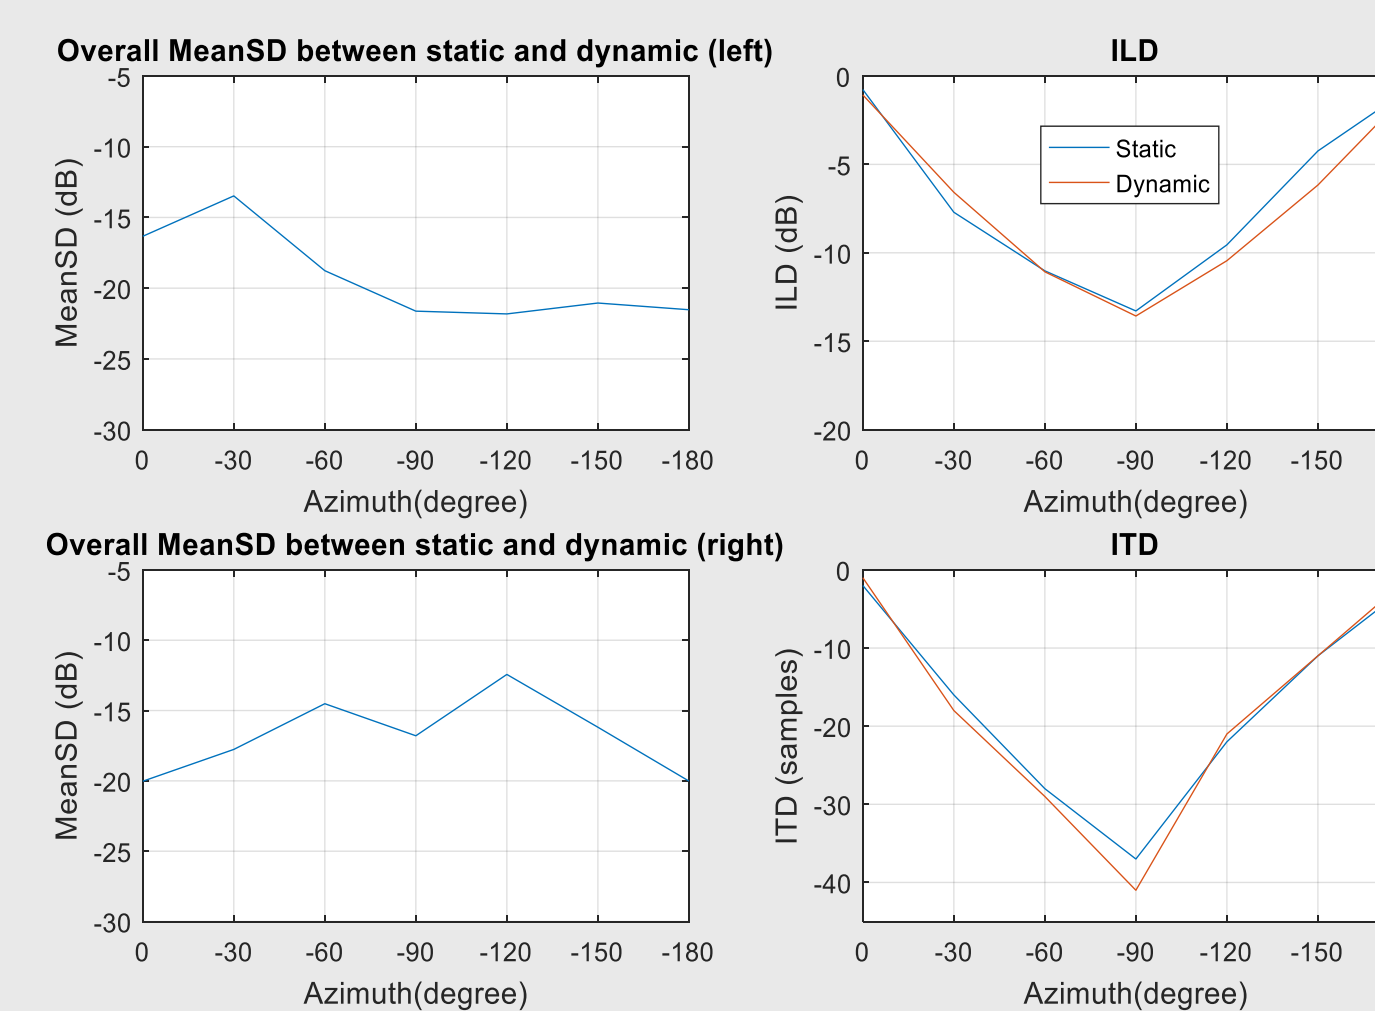 Overall MeanSD between static and dynamic (left)
-5
-10
-15
-20
-25
-30
MeanSD (dB)
0 -30 -60 -90 -120 -150 -180
Azimuth(degree)
ILD
0
-5
-10
-15
-20
ILD (dB)
Static
Dynamic
0 -30 -60 -90 -120 -150
Azimuth(degree)
Overall MeanSD between static and dynamic (right)
-5
-10
-15
-20
-25
-30
MeanSD (dB)
0 -30 -60 -90 -120 -150 -180
Azimuth(degree)
ITD
0
-10
-20
-30
-40
ITD (samples)
0 -30 -60 -90 -120 -150
Azimuth(degree)